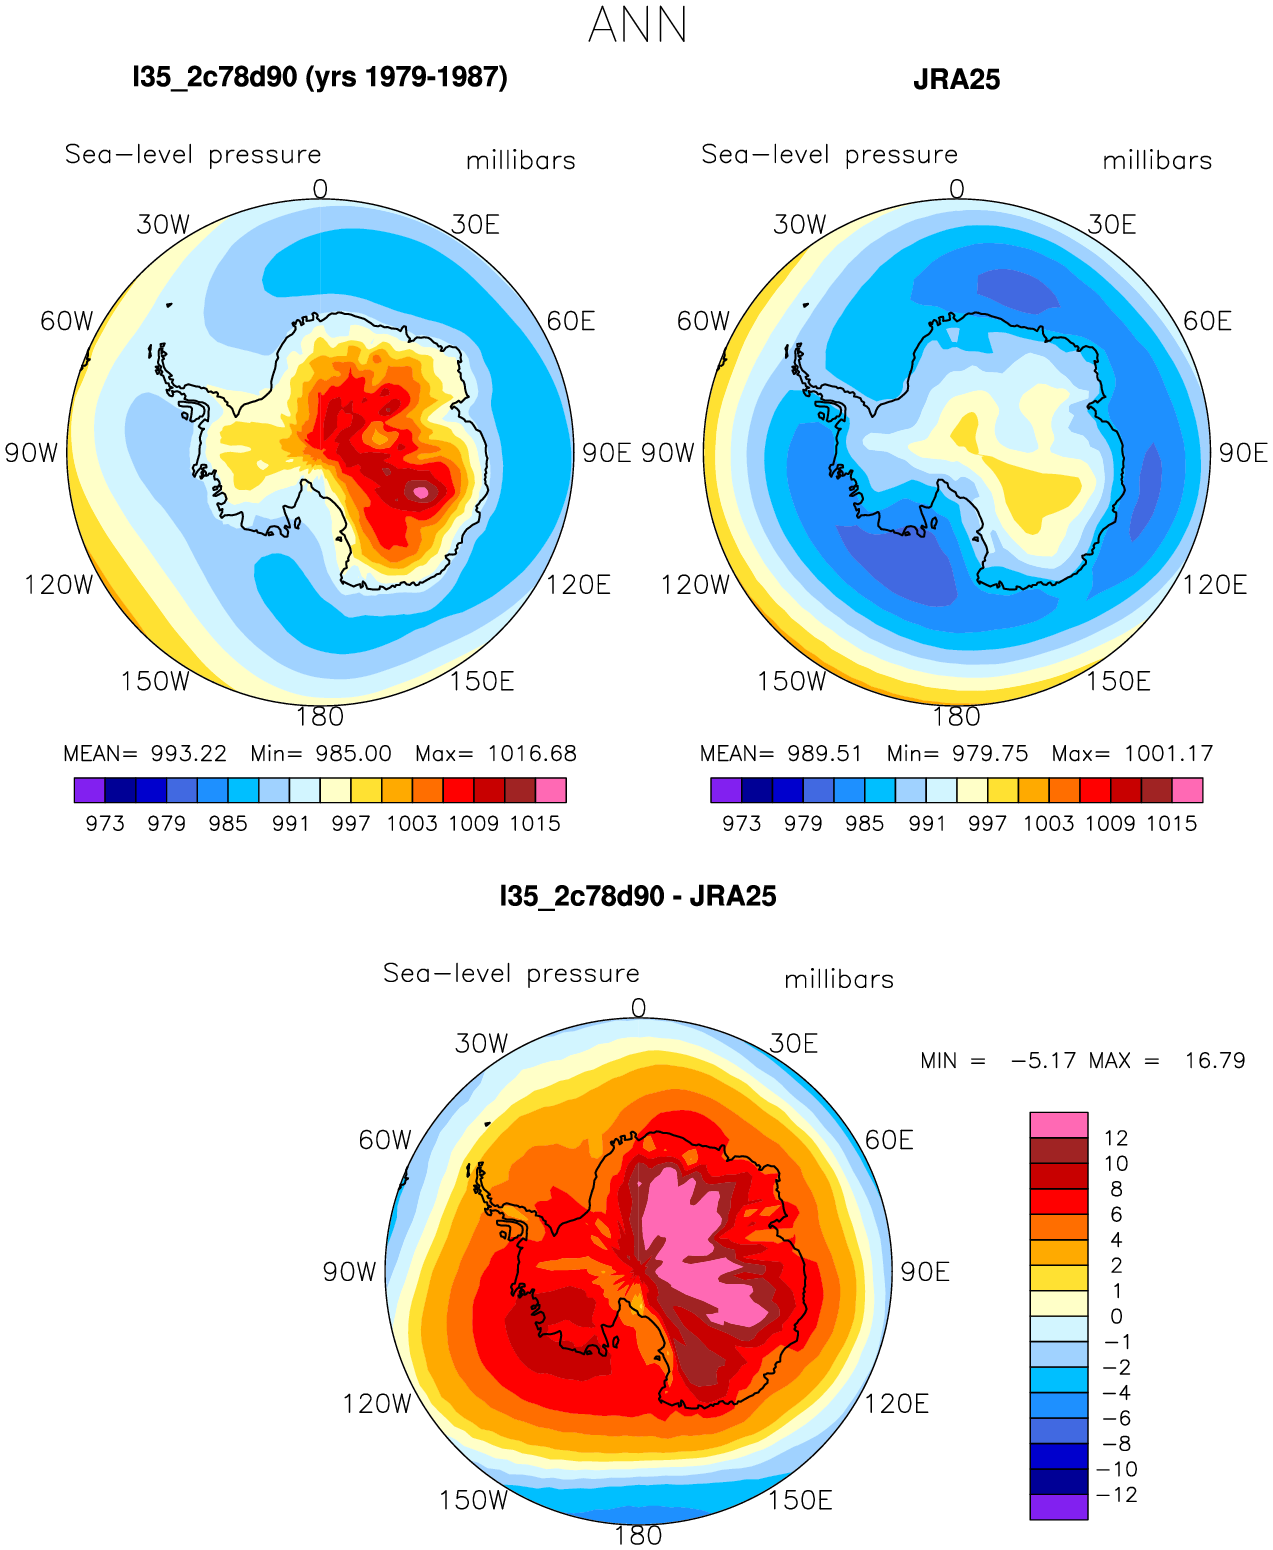 ANN
I35_2c78d90 (yrs 1979-1987)
JRA25
Sea-level pressure millibars
Sea-level pressure millibars
0
30W 30E
60W 60E
90W 90E
120W 120E
150W 150E
180
0
30W 30E
60W 60E
90W 90E
120W 120E
150W 150E
180
MEAN= 993.22 Min= 985.00 Max= 1016.68
MEAN= 989.51 Min= 979.75 Max= 1001.17
973 979 985 991 997 1003 1009 1015
973 979 985 991 997 1003 1009 1015
I35_2c78d90 - JRA25
Sea-level pressure millibars
0
30W 30E
60W 60E
90W 90E
120W 120E
150W 150E
180
MIN = -5.17 MAX = 16.79
12
10
8
6
4
2
1
0
-1
-2
-4
-6
-8
-10
-12